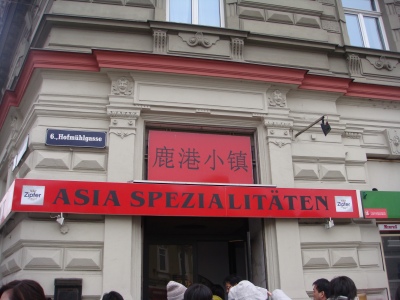 6., Hofmühlgasse
鹿港小镇
Zipfer
ASIA SPEZIALITÄTEN
Zipfer